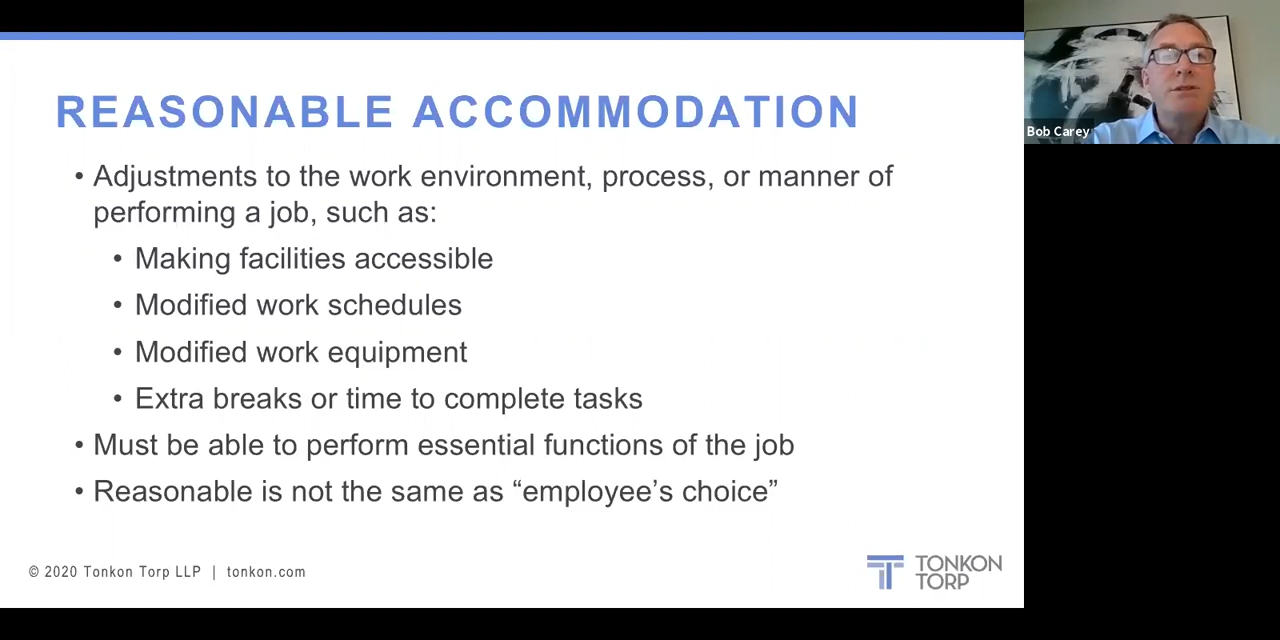 REASONABLE ACCOMMODATION
• Adjustments to the work environment, process, or manner of
performing a job, such as:
• Making facilities accessible
• Modified work schedules
• Modified work equipment
• Extra breaks or time to complete tasks
• Must be able to perform essential functions of the job
• Reasonable is not the same as “employee’s choice”
© 2020 Tonkon Torp LLP | tonkon.com
TONKON
TORP
Bob Carey